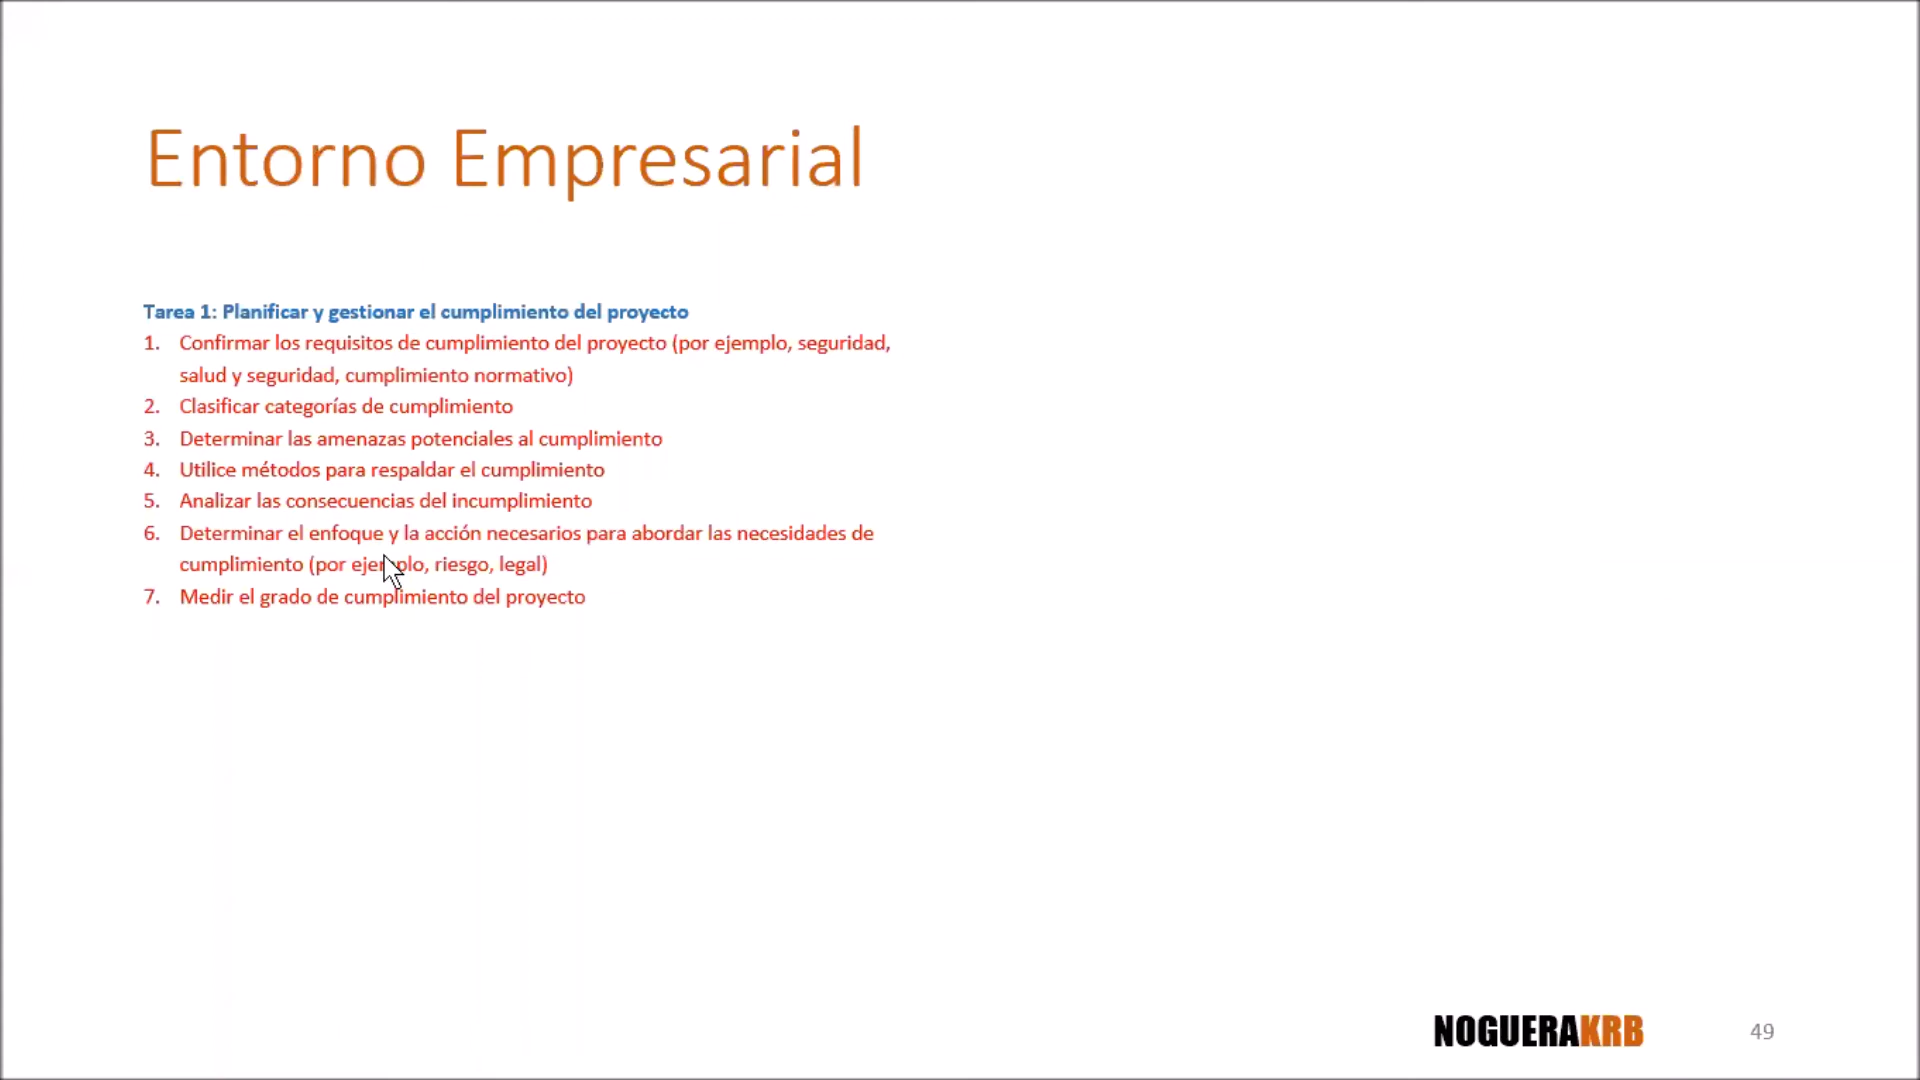 Entorno Empresarial
Tarea 1: Planificar y gestionar el cumplimiento del proyecto
1. Confirmar los requisitos de cumplimiento del proyecto (por ejemplo, seguridad,
salud y seguridad, cumplimiento normativo)
2. Clasificar categorías de cumplimiento
3. Determinar las amenazas potenciales al cumplimiento
4. Utilice métodos para respaldar el cumplimiento
5. Analizar las consecuencias del incumplimiento
6. Determinar el enfoque y la acción necesarios para abordar las necesidades de
cumplimiento (por ejemplo, riesgo, legal)
7. Medir el grado de cumplimiento del proyecto
NOGUERAKRB
49